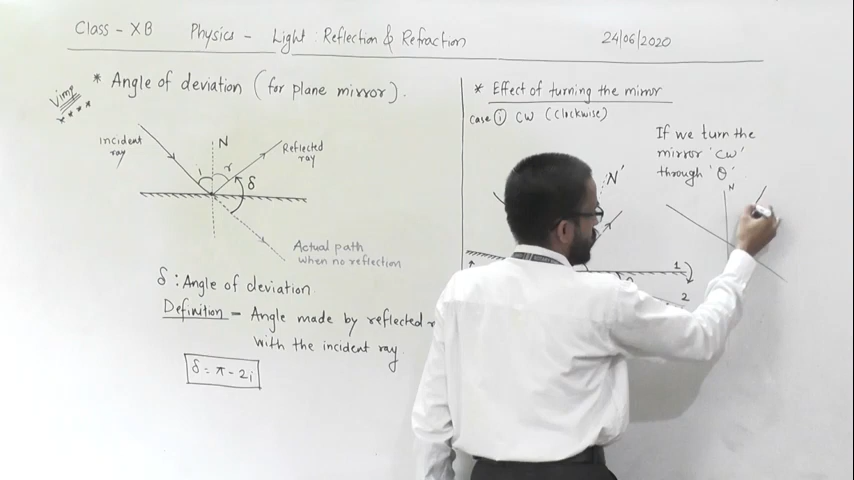 Class - XB Physics - Light : Reflection & Refraction 24/06/2020
Vimp
* Angle of deviation (for plane mirror).
Incident ray
N
i
r
Reflected ray
δ
Actual path
when no reflection
δ : Angle of deviation
Definition - Angle made by reflected
with the incident ray.
δ = π - 2i
* Effect of turning the mirror
case ① CW (Clockwise)
N'
1
2
If we turn the
mirror 'CW'
through 'θ'
N